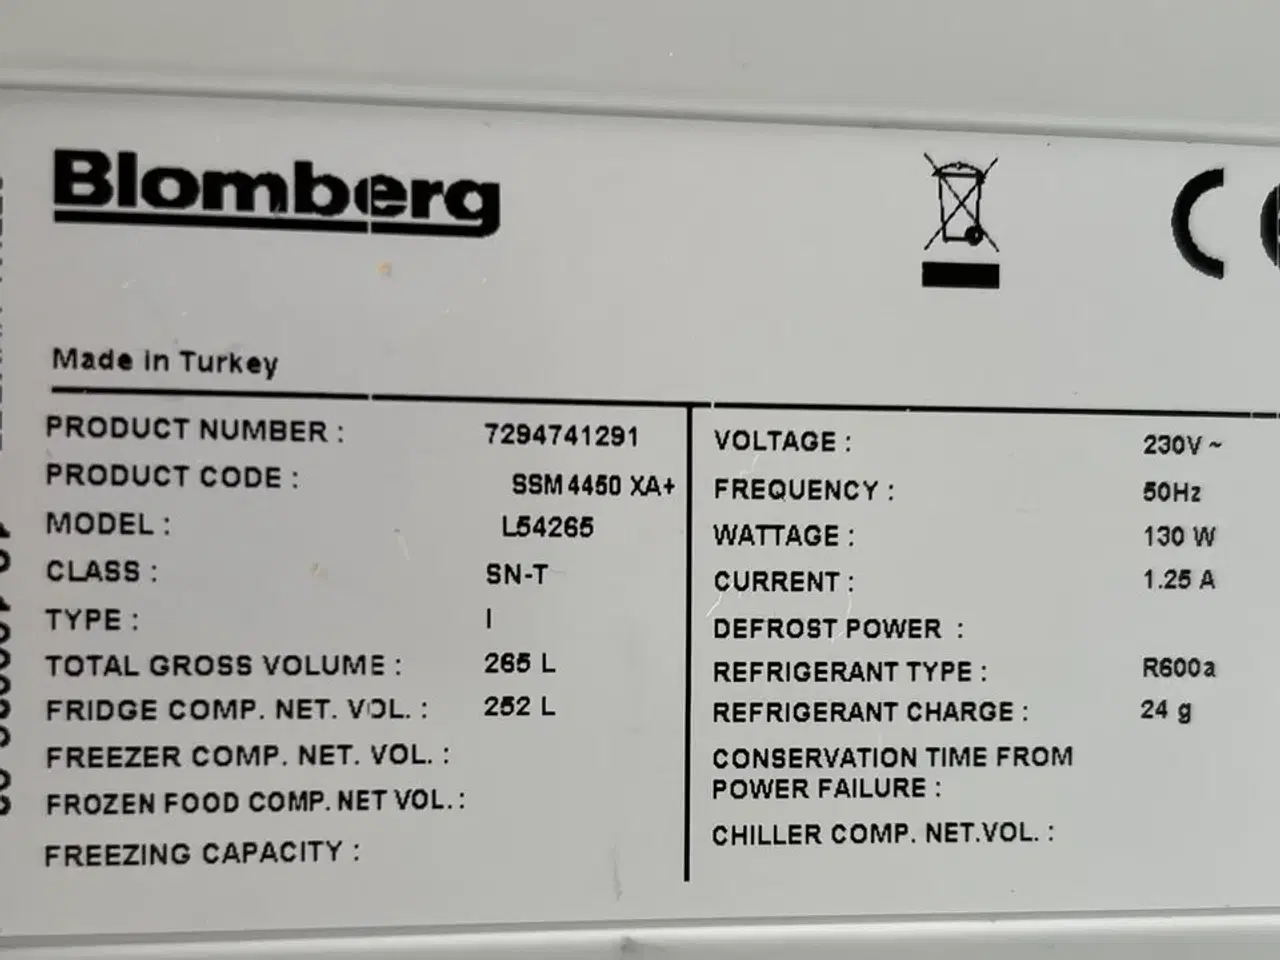 Blomberg
CE
Made in Turkey
PRODUCT NUMBER : 7294741291
PRODUCT CODE : SSM4450 XA+
MODEL : L54265
CLASS : SN-T
TYPE : I
TOTAL GROSS VOLUME : 265 L
FRIDGE COMP. NET. VOL. : 252 L
FREEZER COMP. NET. VOL. :
FROZEN FOOD COMP. NET VOL. :
FREEZING CAPACITY :
VOLTAGE : 230V ~
FREQUENCY : 50Hz
WATTAGE : 130 W
CURRENT : 1.25 A
DEFROST POWER :
REFRIGERANT TYPE : R600a
REFRIGERANT CHARGE : 24 g
CONSERVATION TIME FROM
POWER FAILURE :
CHILLER COMP. NET.VOL. :